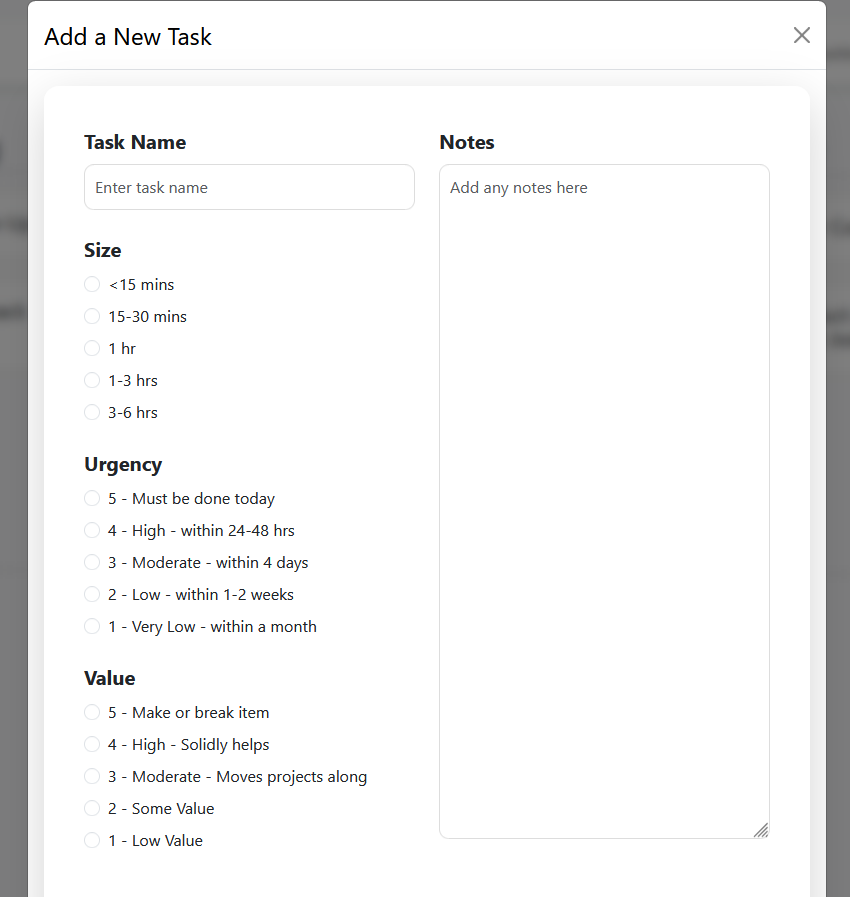 Add a New Task
Task Name
Enter task name
Size
<15 mins
15-30 mins
1 hr
1-3 hrs
3-6 hrs
Urgency
5 - Must be done today
4 - High - within 24-48 hrs
3 - Moderate - within 4 days
2 - Low - within 1-2 weeks
1 - Very Low - within a month
Value
5 - Make or break item
4 - High - Solidly helps
3 - Moderate - Moves projects along
2 - Some Value
1 - Low Value
Notes
Add any notes here